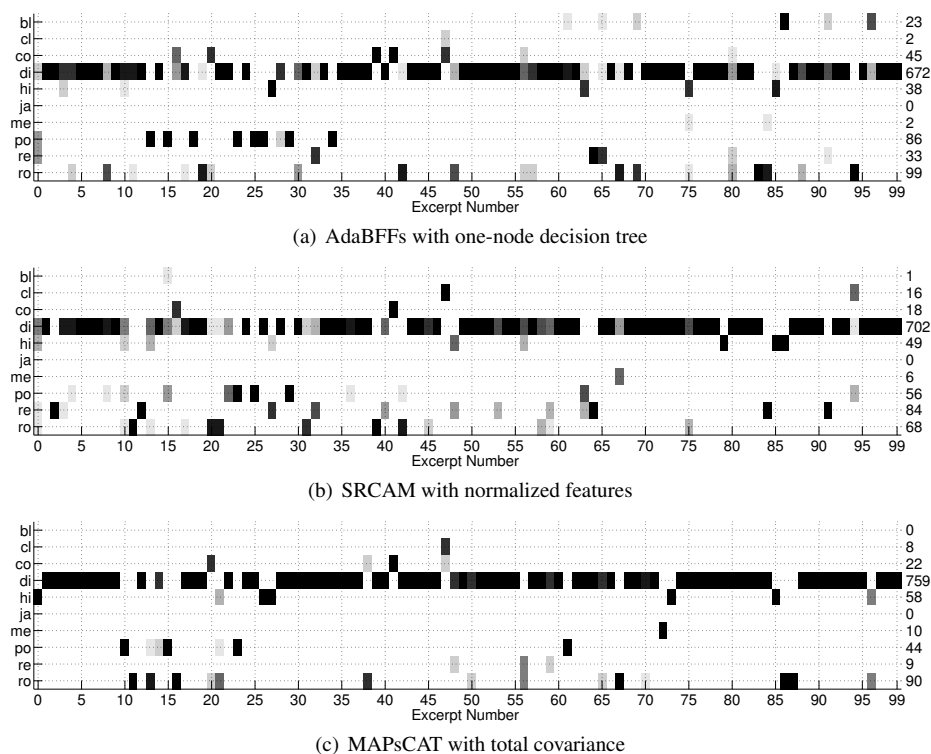 bl 23
cl 2
co 45
di 672
hi 38
ja 0
me 2
po 86
re 33
ro 99
0 5 10 15 20 25 30 35 40 45 50 55 60 65 70 75 80 85 90 95 99
Excerpt Number
(a) AdaBFFs with one-node decision tree
bl 1
cl 16
co 18
di 702
hi 49
ja 0
me 6
po 56
re 84
ro 68
0 5 10 15 20 25 30 35 40 45 50 55 60 65 70 75 80 85 90 95 99
Excerpt Number
(b) SRCAM with normalized features
bl 0
cl 8
co 22
di 759
hi 58
ja 0
me 10
po 44
re 9
ro 90
0 5 10 15 20 25 30 35 40 45 50 55 60 65 70 75 80 85 90 95 99
Excerpt Number
(c) MAPsCAT with total covariance